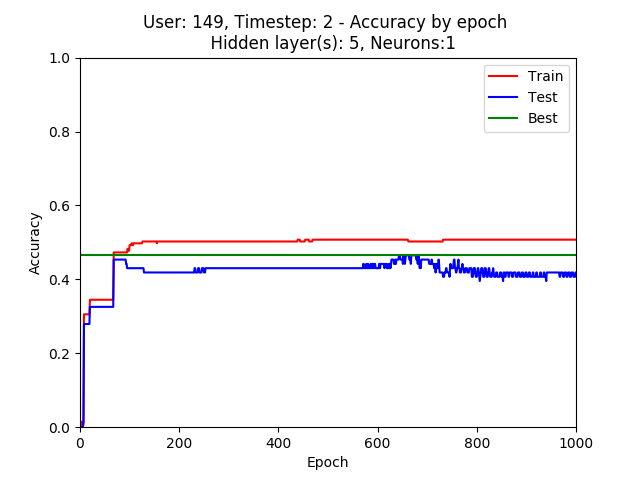 User: 149, Timestep: 2 - Accuracy by epoch
Hidden layer(s): 5, Neurons:1
1.0
0.8
0.6
0.4
0.2
0.0
Accuracy
Train
Test
Best
0 200 400 600 800 1000
Epoch